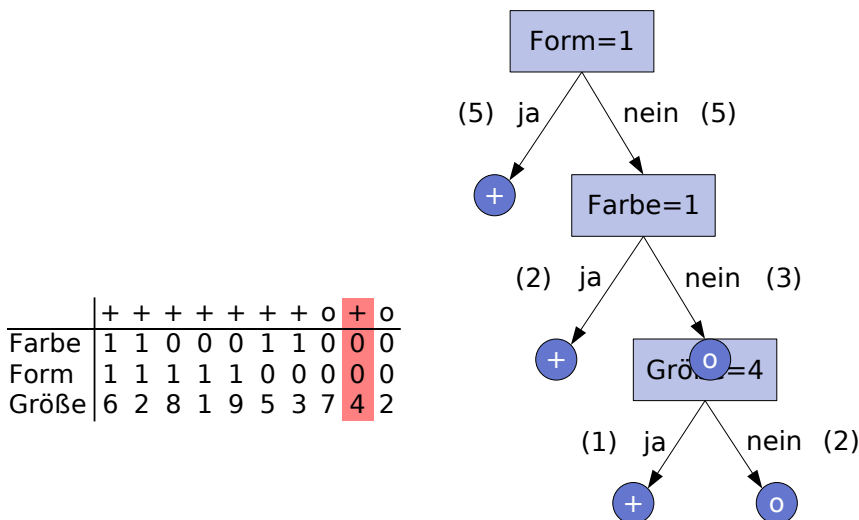 Form=1
(5) ja nein (5)
+
Farbe=1
(2) ja nein (3)
+ + + + + + + o + o
Farbe 1 1 0 0 0 1 1 0 0 0
Form 1 1 1 1 1 0 0 0 0 0
Größe 6 2 8 1 9 5 3 7 4 2
+
Größe=4
o
(1) ja nein (2)
+
o